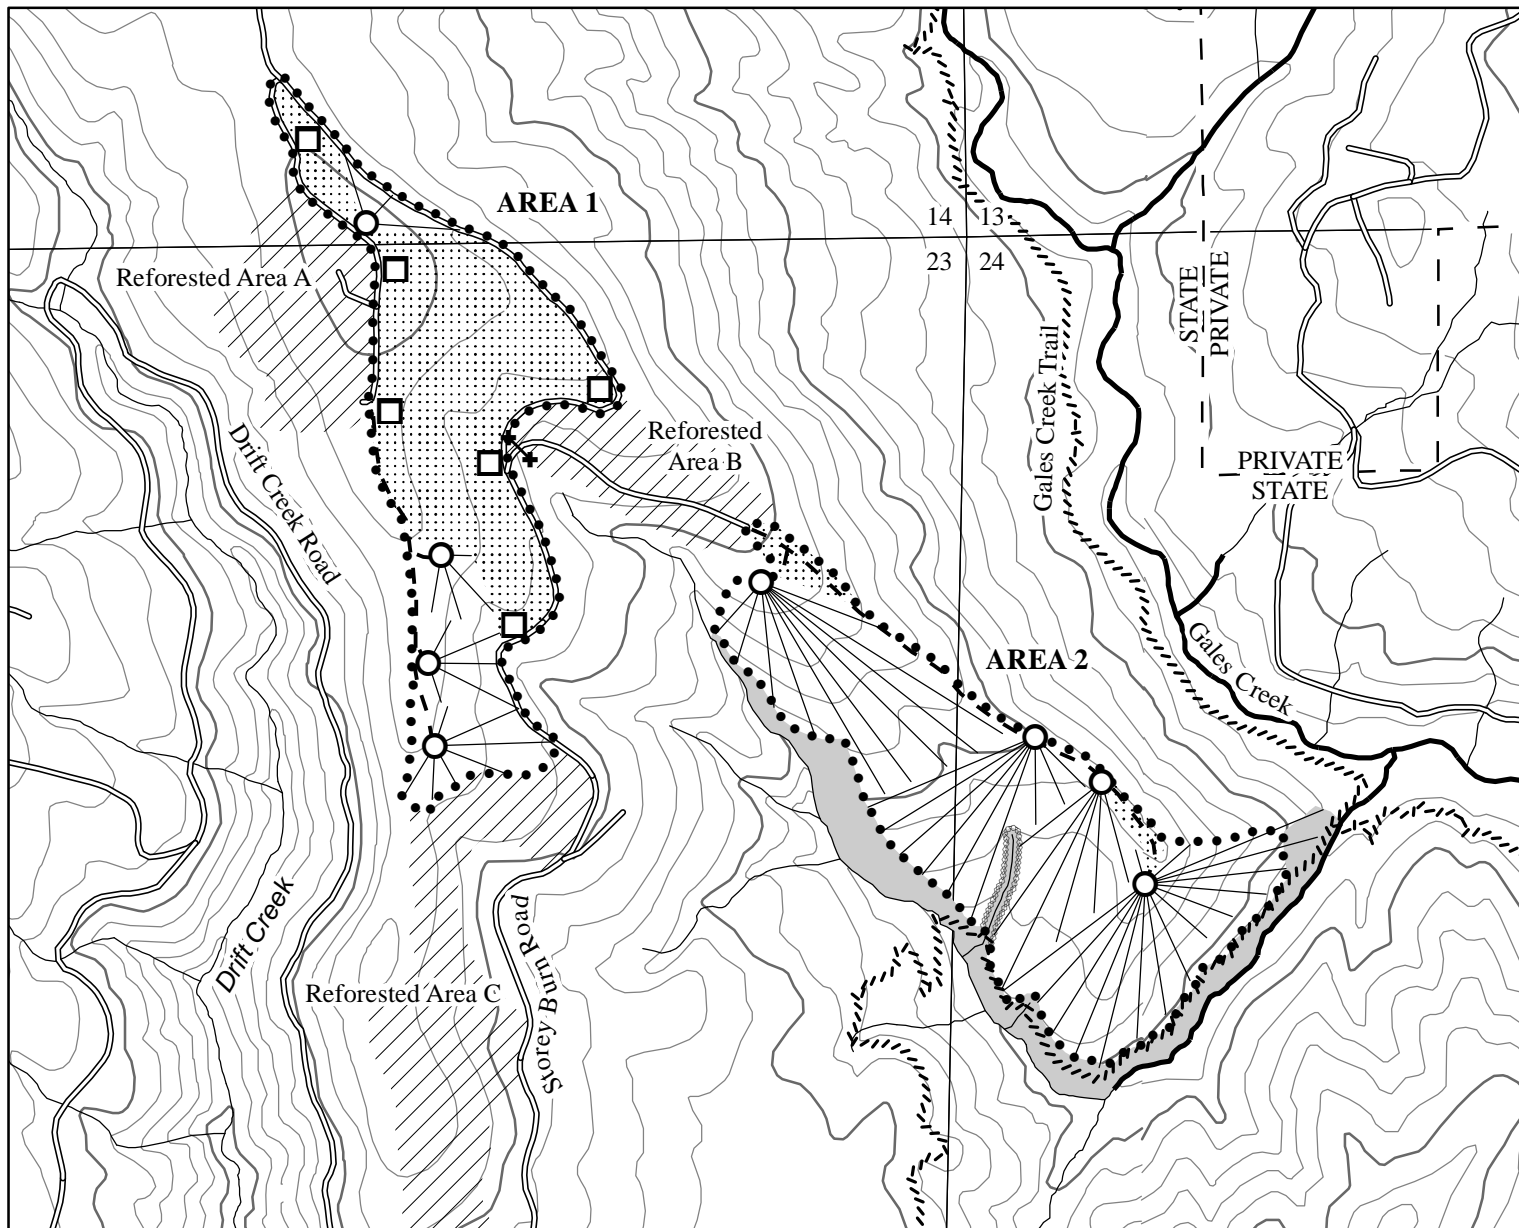 AREA 1
14 13
23 24
Reforested Area A
STATE
PRIVATE
Gales Creek Trail
Drift Creek Road
Reforested
Area B
PRIVATE
STATE
Gales Creek
AREA 2
Drift Creek
Storey Burn Road
Reforested Area C